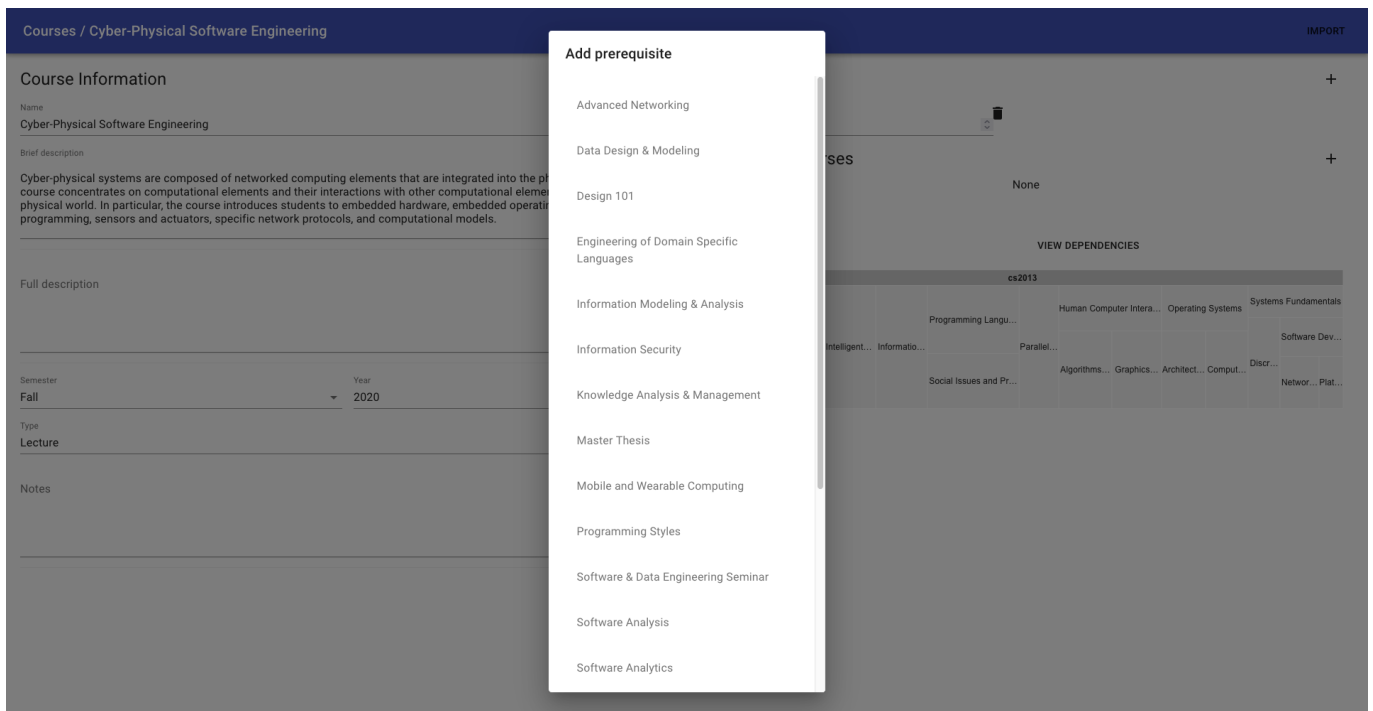 Courses / Cyber-Physical Software Engineering
IMPORT
Course Information
Name
Cyber-Physical Software Engineering
Brief description
Cyber-physical systems are composed of networked computing elements that are integrated into the
course concentrates on computational elements and their interactions with other computational
physical world. In particular, the course introduces students to embedded hardware, embedded
programming, sensors and actuators, specific network protocols, and computational models.
Full description
Semester
Fall
Year
2020
Type
Lecture
Notes
Add prerequisite
Advanced Networking
Data Design & Modeling
Design 101
Engineering of Domain Specific
Languages
Information Modeling & Analysis
Information Security
Knowledge Analysis & Management
Master Thesis
Mobile and Wearable Computing
Programming Styles
Software & Data Engineering Seminar
Software Analysis
Software Analytics
None
VIEW DEPENDENCIES
cs2013
Intelligent...
Informatio...
Programming Langu...
Social Issues and Pr...
Parallel...
Human Computer Intera...
Operating Systems
Algorithms...
Graphics...
Architect...
Comput...
Systems Fundamentals
Discr...
Software Dev...
Networ...
Plat...